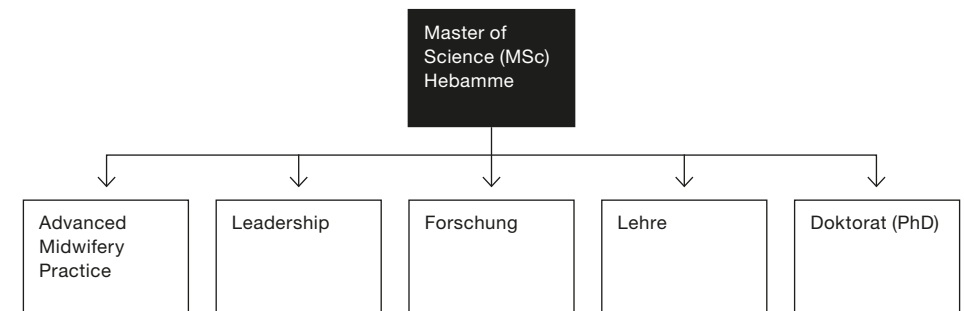 Master of
Science (MSc)
Hebamme
Advanced
Midwifery
Practice
Leadership
Forschung
Lehre
Doktorat (PhD)